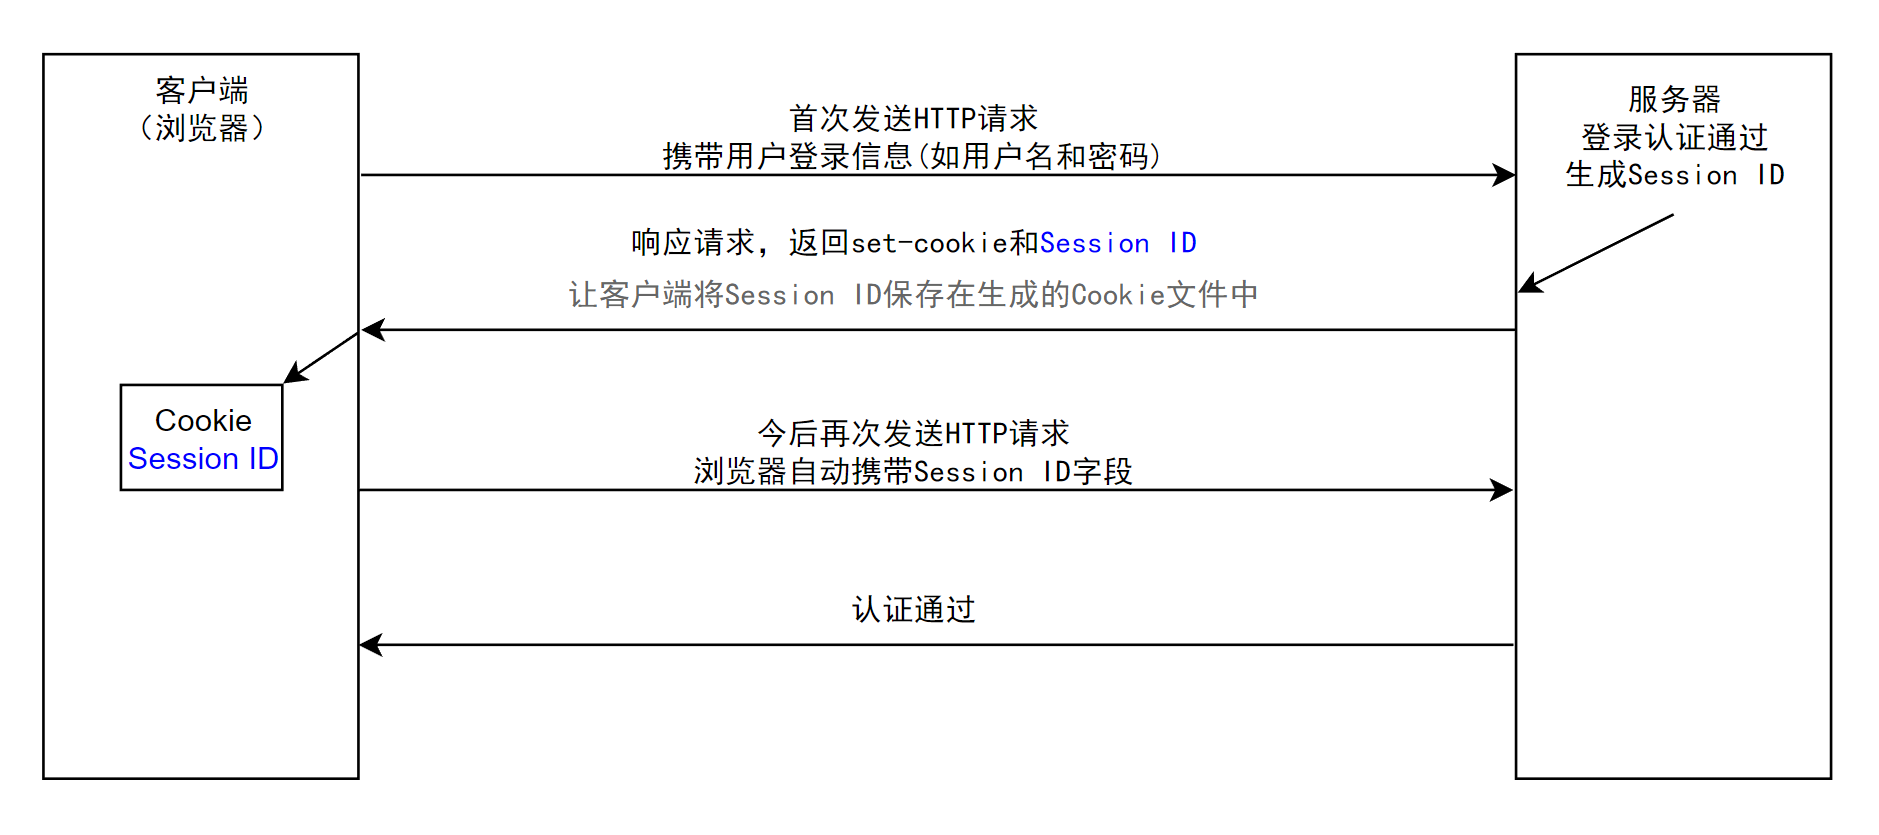 客户端
（浏览器）
首次发送HTTP请求
携带用户登录信息(如用户名和密码)
服务器
登录认证通过
生成Session ID
响应请求，返回set-cookie和Session ID
让客户端将Session ID保存在生成的Cookie文件中
Cookie
Session ID
今后再次发送HTTP请求
浏览器自动携带Session ID字段
认证通过